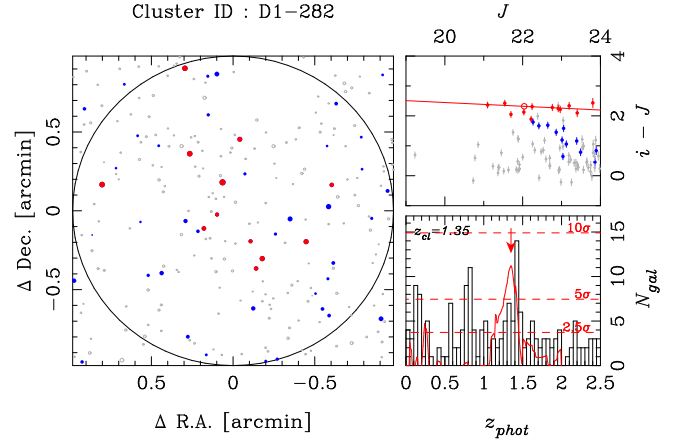 Cluster ID : D1−282
J
20 22 24
0.5
0
−0.5
Δ Dec. [arcmin]
0.5 0 −0.5
Δ R.A. [arcmin]
4
2
0
i − J
z_cl=1.35
10σ
5σ
2.5σ
15
10
5
0
N_gal
0 0.5 1 1.5 2 2.5
z_phot